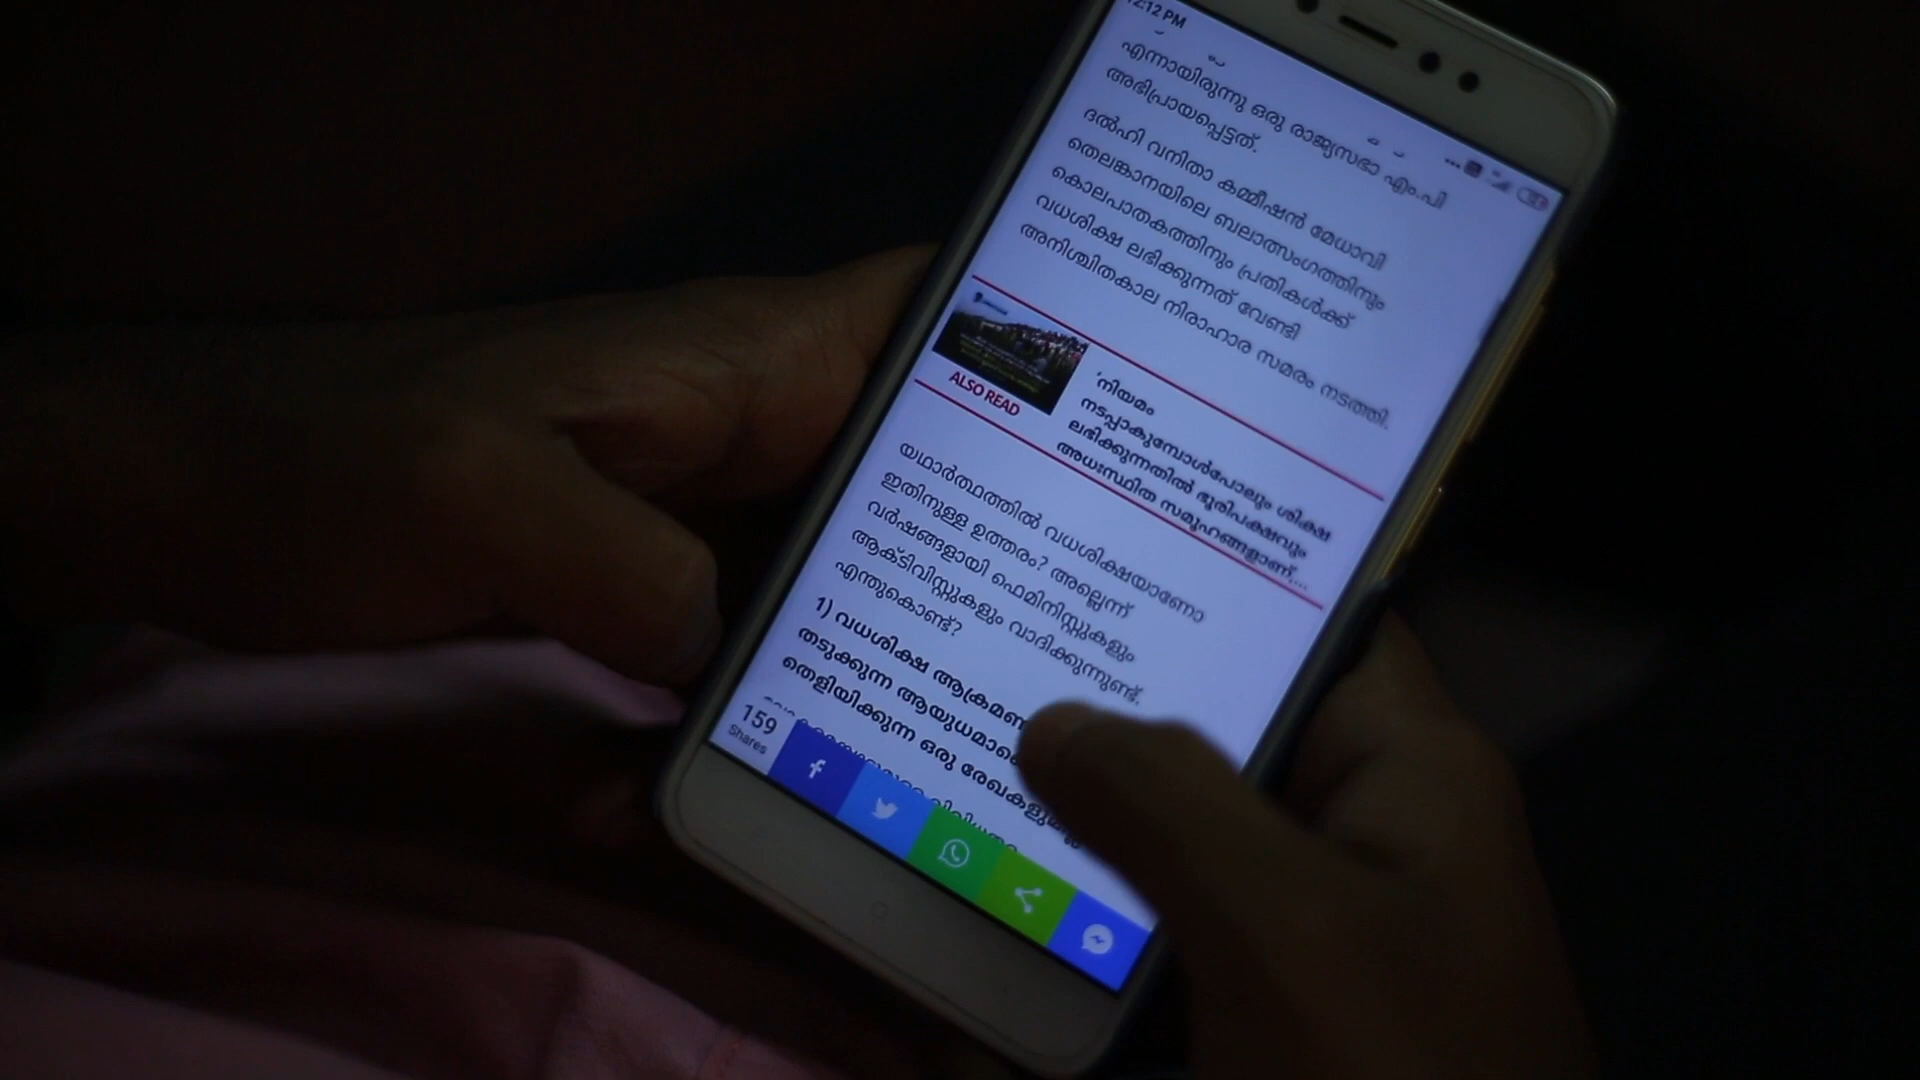 12:12 PM
എന്നായിരുന്നു ഒരു രാജ്യസഭാ എം.പി
അഭിപ്രായപ്പെട്ടത്.
ദൽഹി വനിതാ കമ്മീഷൻ മേധാവി
തെലങ്കാനയിലെ ബലാത്സംഗത്തിനും
കൊലപാതകത്തിനും പ്രതികൾക്ക്
വധശിക്ഷ ലഭിക്കുന്നത് വേണ്ടി
അനിശ്ചിതകാല നിരാഹാര സമരം നടത്തി.
ALSO READ
‘നിയമം
നടപ്പാകുമ്പോൾപോലും ശിക്ഷ
ലഭിക്കുന്നതിൽ ഭൂരിപക്ഷവും
അധഃസ്ഥിത സമൂഹങ്ങളാണ്...
യഥാർത്ഥത്തിൽ വധശിക്ഷയാണോ
ഇതിനുള്ള ഉത്തരം? അല്ലെന്ന്
വർഷങ്ങളായി ഫെമിനിസ്റ്റുകളും
ആക്ടിവിസ്റ്റുകളും വാദിക്കുന്നുണ്ട്.
എന്തുകൊണ്ട്?
1) വധശിക്ഷ ആക്രമണ
തടുക്കുന്ന ആയുധമാണെ
തെളിയിക്കുന്ന ഒരു രേഖകളുമില്ല
159
Shares